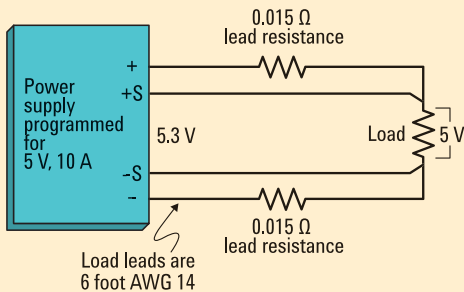 0.015 Ω
lead resistance
Power
supply
programmed
for
5 V, 10 A
+
+S
5.3 V
Load
5 V
-S
-
0.015 Ω
lead resistance
Load leads are
6 foot AWG 14